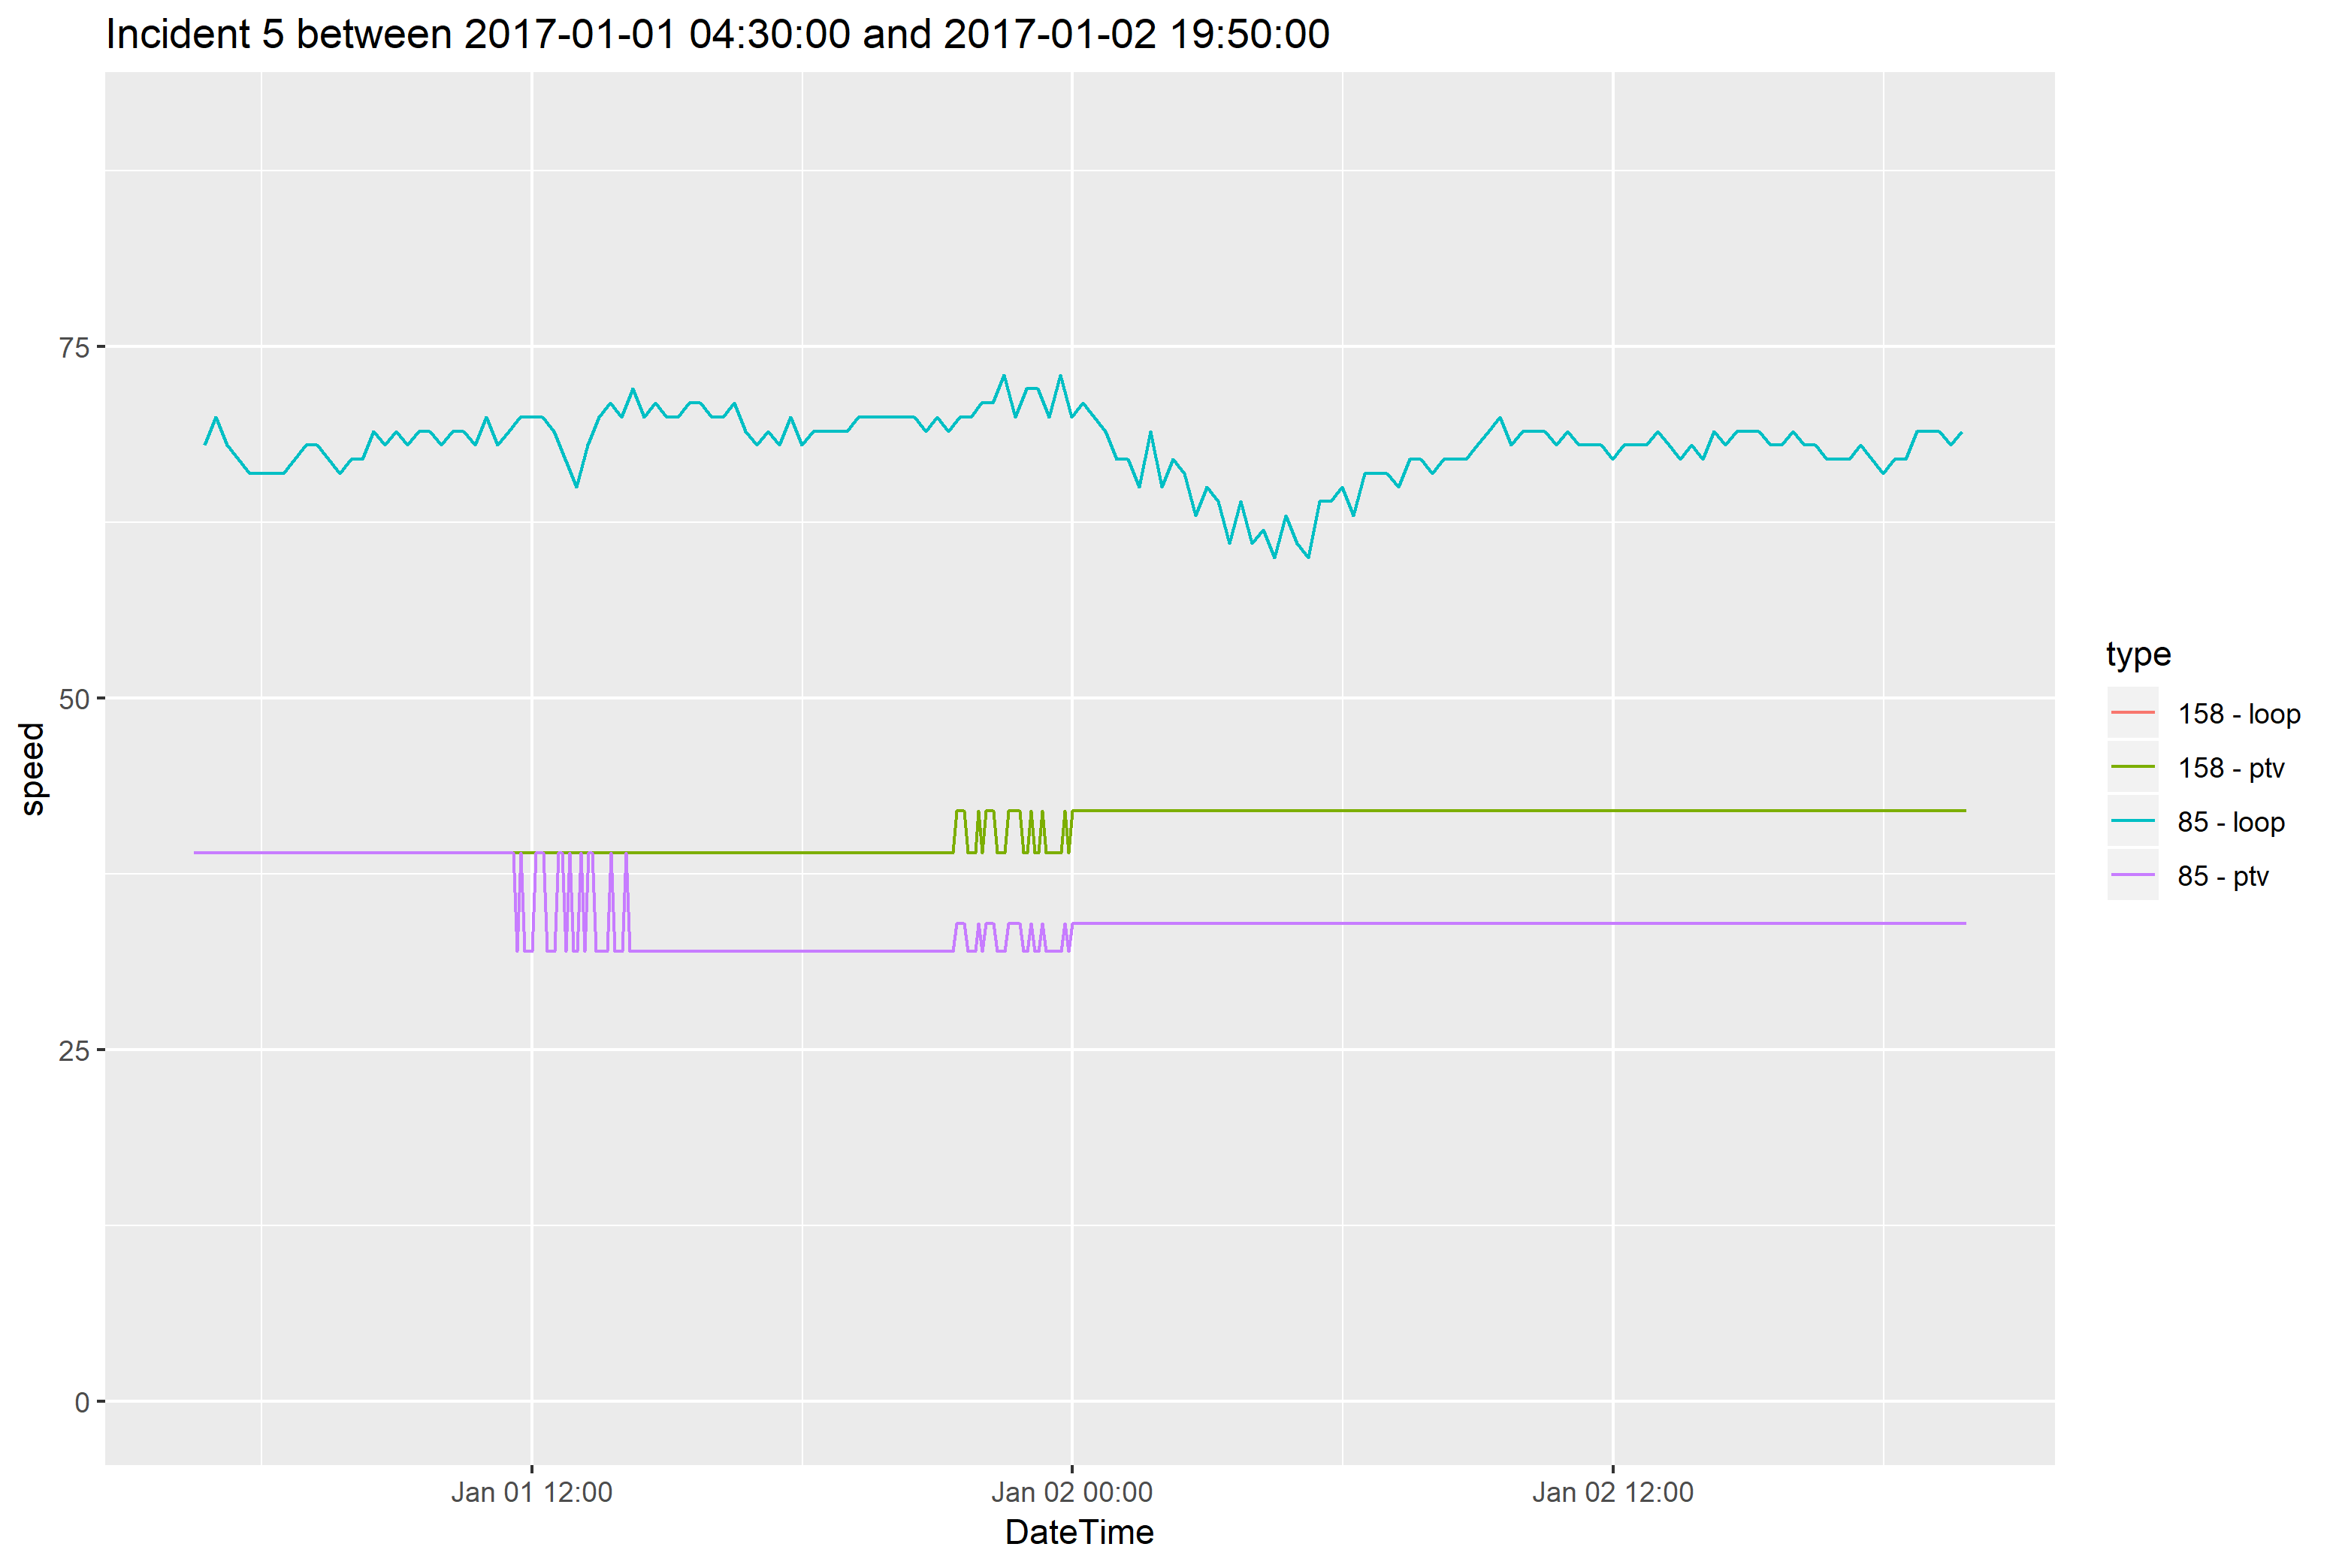 Incident 5 between 2017-01-01 04:30:00 and 2017-01-02 19:50:00
75
50
25
0
speed
Jan 01 12:00
Jan 02 00:00
Jan 02 12:00
DateTime
type
158 - loop
158 - ptv
85 - loop
85 - ptv